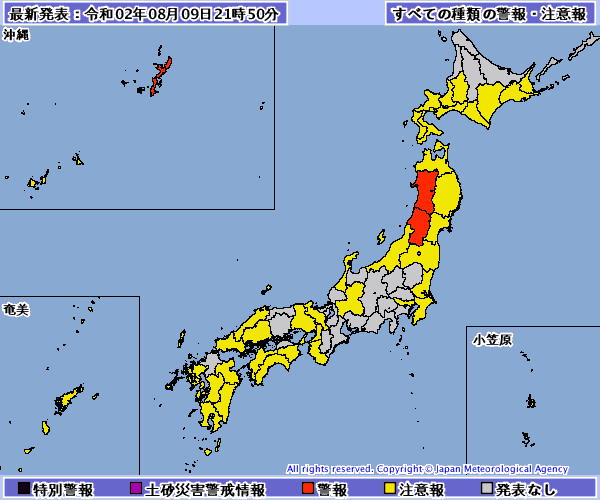 最新発表：令和02年08月09日21時50分
すべての種類の警報・注意報
沖縄
奄美
小笠原
All rights reserved. Copyright © Japan Meteorological Agency
特別警報 土砂災害警戒情報 警報 注意報 発表なし